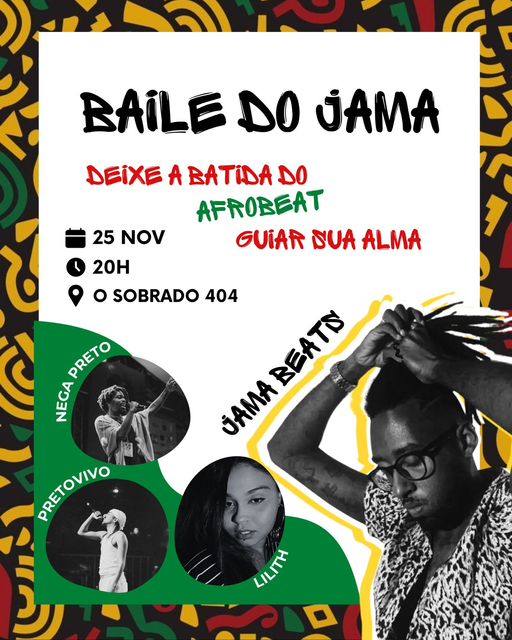 BAILE DO JAMA
DEIXE A BATIDA DO
AFROBEAT
GUIAR SUA ALMA
25 NOV
20H
O SOBRADO 404
JAMA BEATS
NEGA PRETO
PRETOVIVO
LILITH